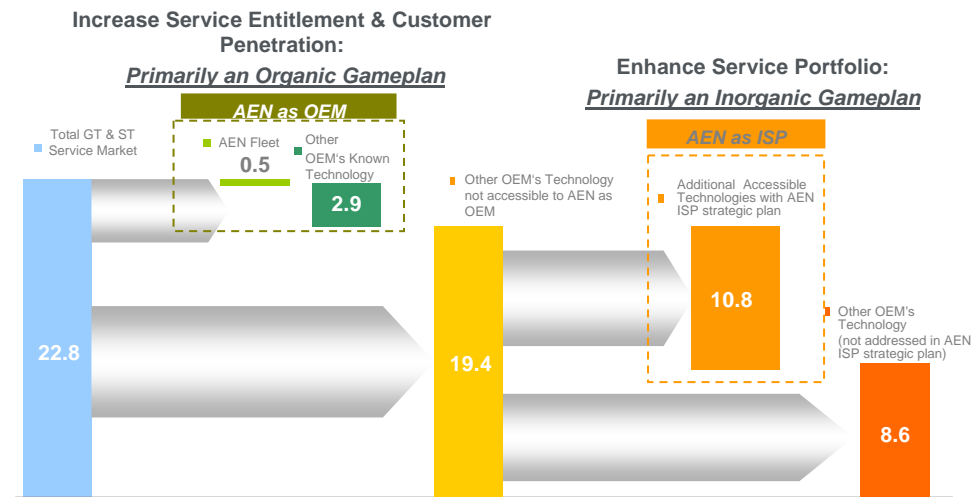 Increase Service Entitlement & Customer
Penetration:
Primarily an Organic Gameplan
Enhance Service Portfolio:
Primarily an Inorganic Gameplan
AEN as OEM
AEN as ISP
Total GT & ST
Service Market
AEN Fleet
0.5
Other
OEM‘s Known
Technology
2.9
Other OEM‘s Technology
not accessible to AEN as
OEM
Additional Accessible
Technologies with AEN
ISP strategic plan
10.8
Other OEM’s
Technology
(not addressed in AEN
ISP strategic plan)
22.8
19.4
8.6